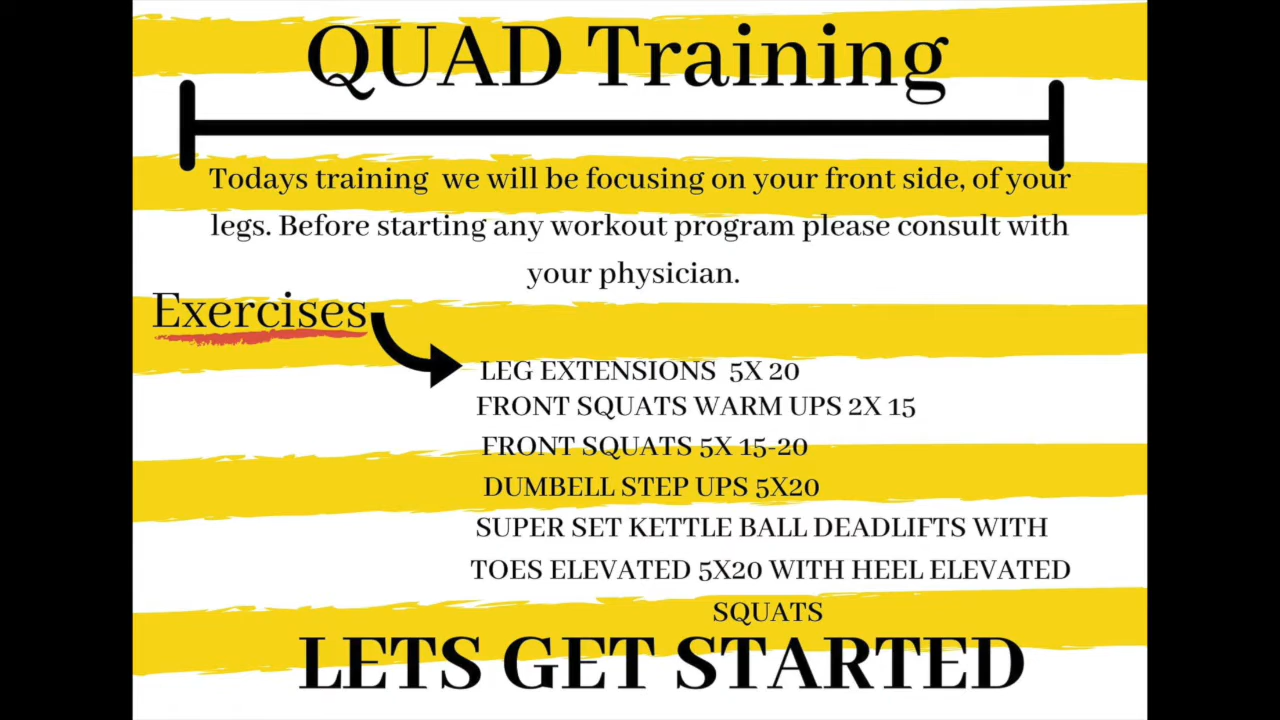 QUAD Training
Todays training we will be focusing on your front side, of your
legs. Before starting any workout program please consult with
your physician.
Exercises
LEG EXTENSIONS 5X 20
FRONT SQUATS WARM UPS 2X 15
FRONT SQUATS 5X 15-20
DUMBELL STEP UPS 5X20
SUPER SET KETTLE BALL DEADLIFTS WITH
TOES ELEVATED 5X20 WITH HEEL ELEVATED
SQUATS
LETS GET STARTED